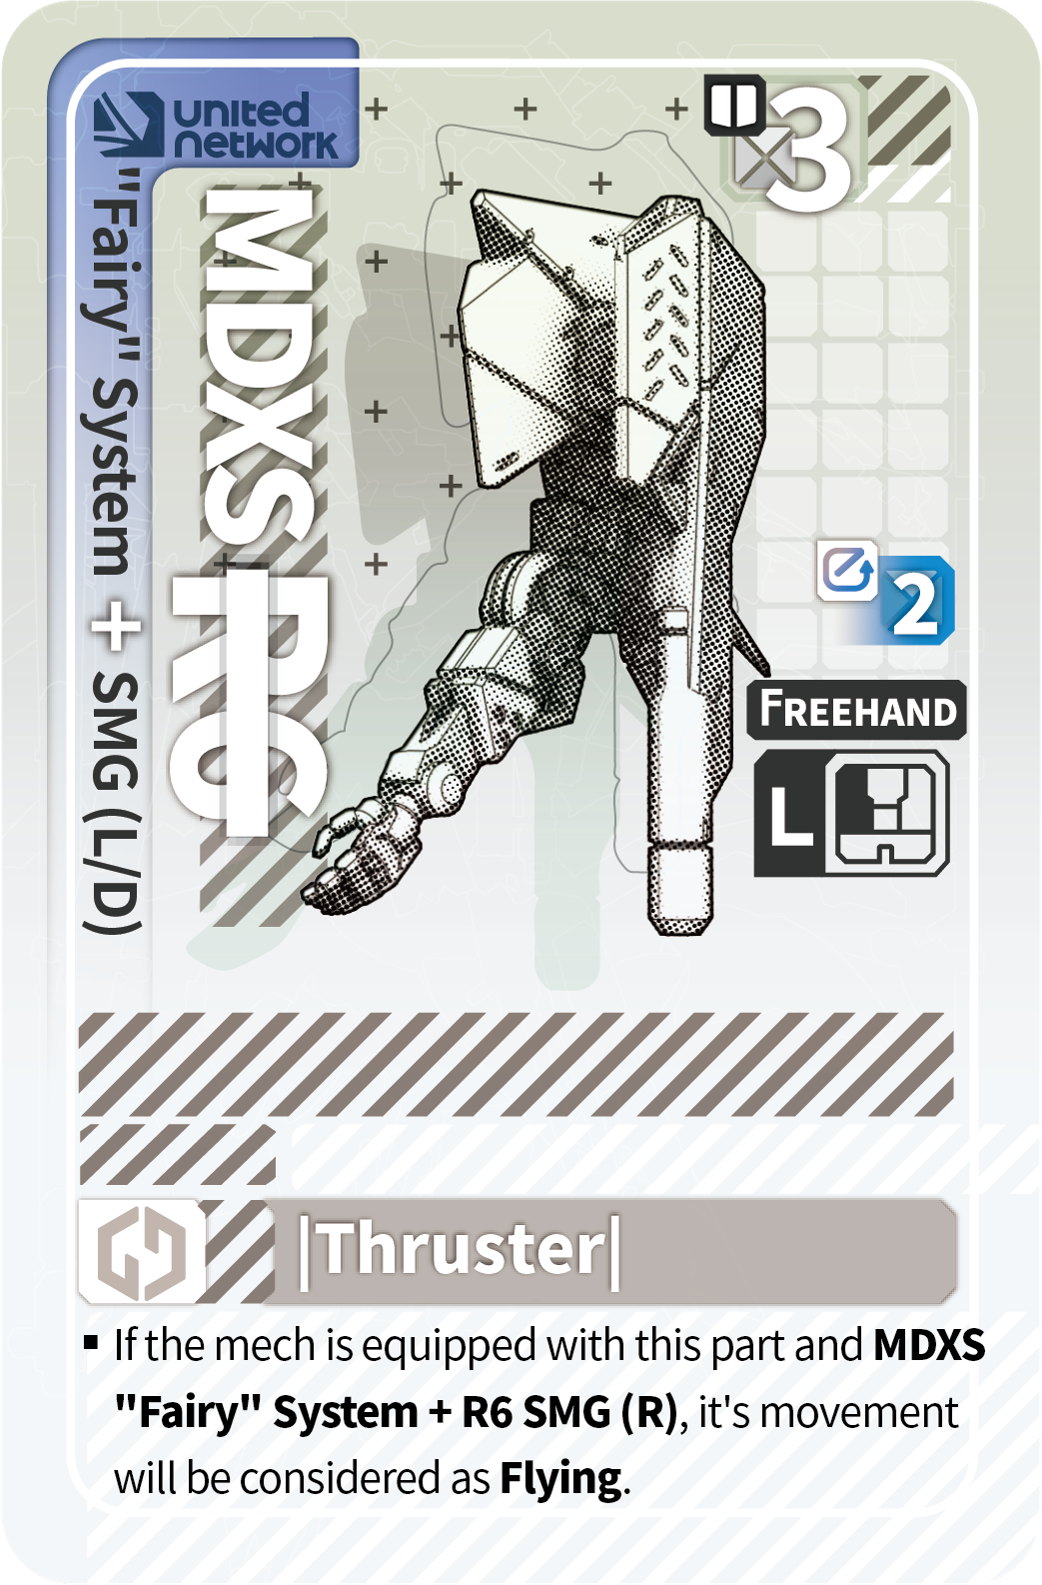 UNITED
NETWORK
3
"Fairy" System + SMG (L/D)
MDXS
R6
2
FREEHAND
L
|Thruster|
▪ If the mech is equipped with this part and MDXS
"Fairy" System + R6 SMG (R), it's movement
will be considered as Flying.